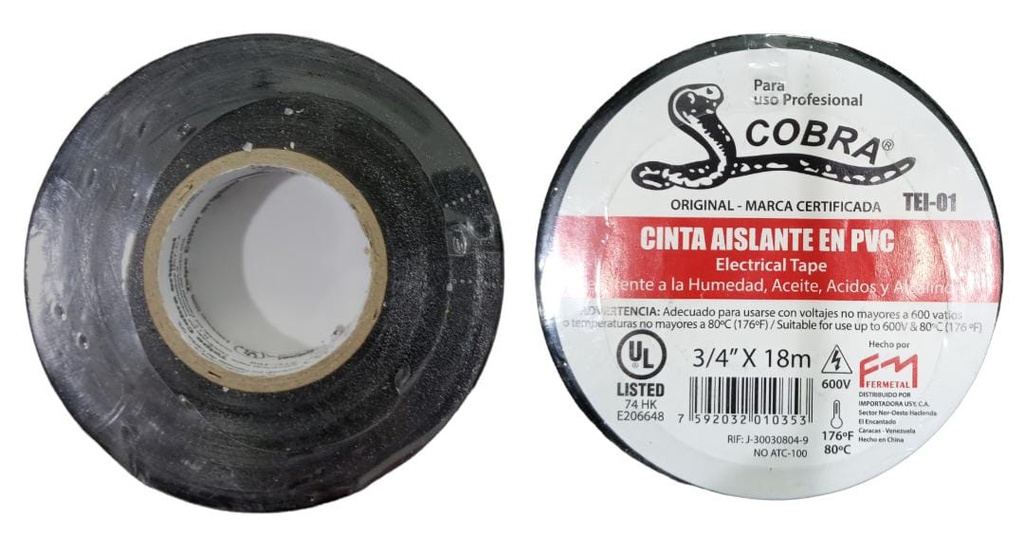 Para
uso Profesional
COBRA®
ORIGINAL - MARCA CERTIFICADA TEI-01
CINTA AISLANTE EN PVC
Electrical Tape
a la Humedad, Aceite, Acidos y
ADVERTENCIA: Adecuado para usarse con voltajes no mayores a 600 vatios
o temperaturas no mayores a 80ºC (176ºF) / Suitable for use up to 600V & 80ºC (176 ºF)
UL
LISTED
74 HK
E206648
3/4” X 18m
7 592032 010353
RIF: J-30030804-9
NO ATC-100
600V
176ºF
80ºC
Hecho por
FM
FERMETAL
DISTRIBUIDO POR
IMPORTADORA USY, C.A.
Sector Nor-Oeste Hacienda
El Encantado
Caracas - Venezuela
Hecho en China